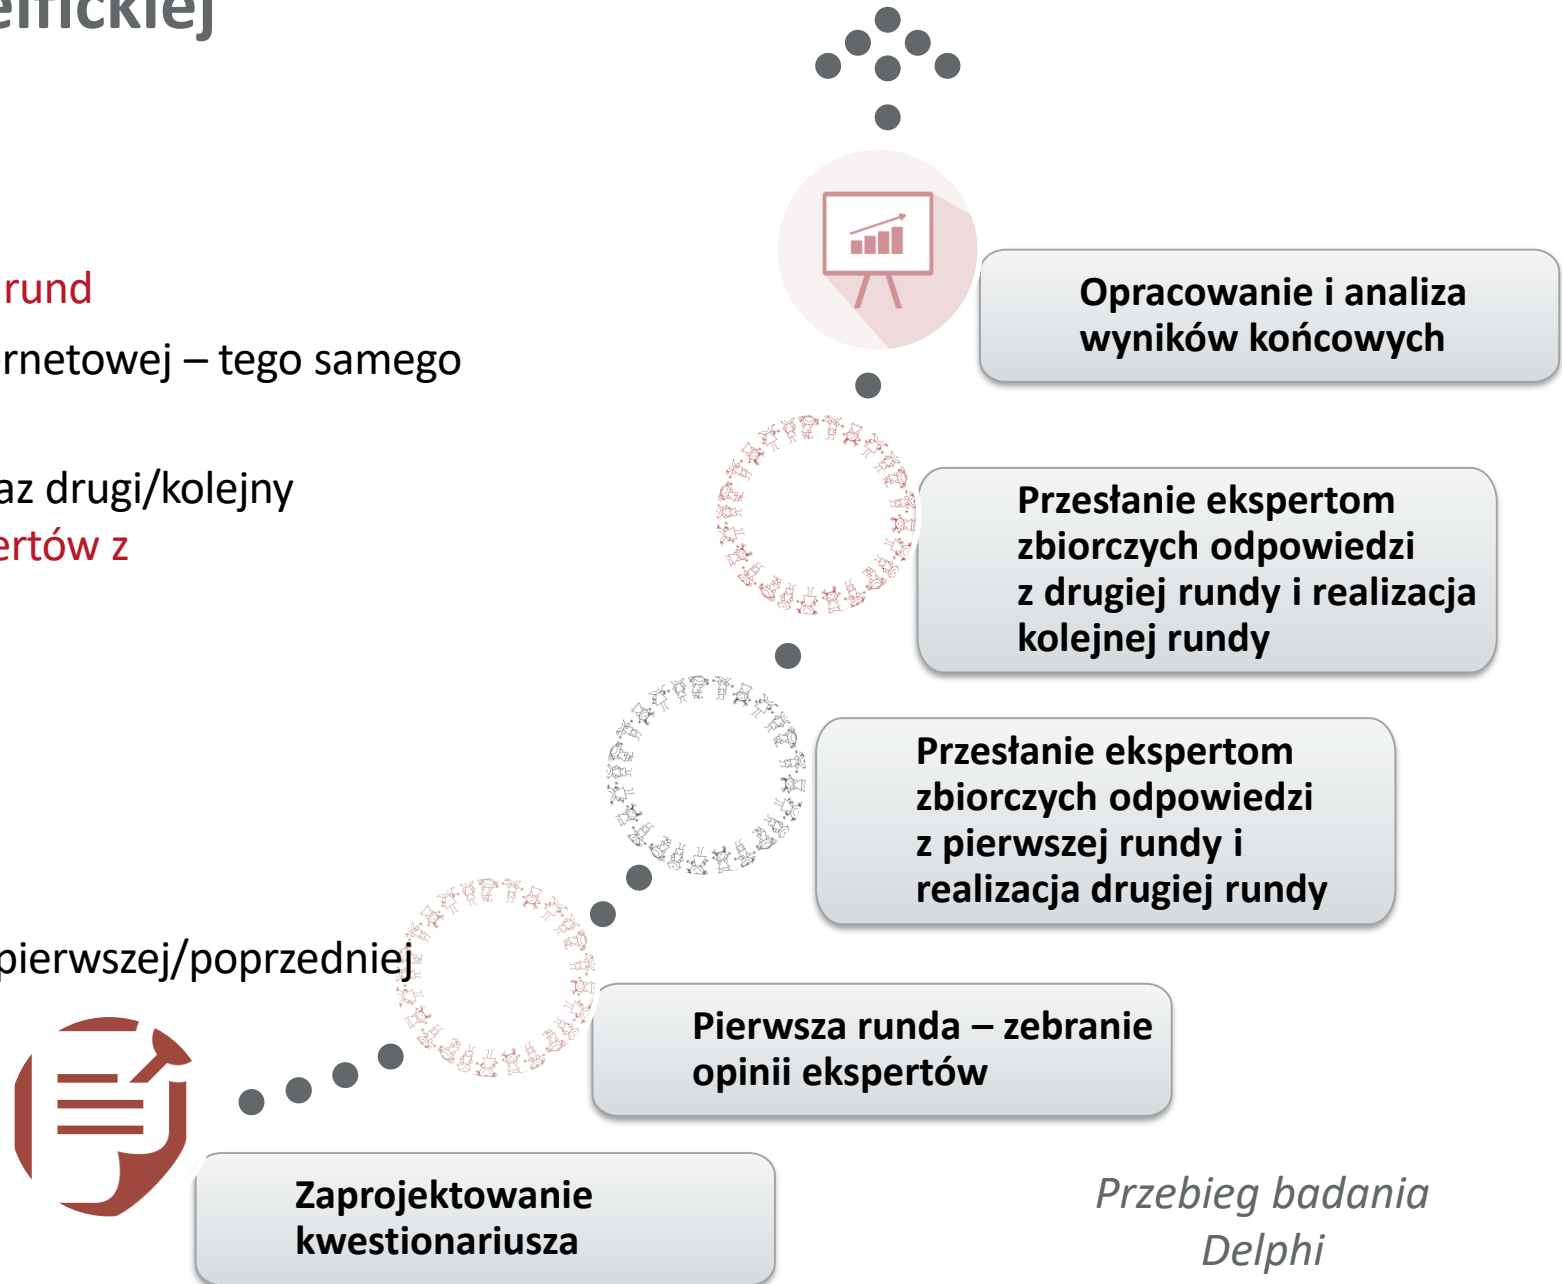 rund
ernetowej – tego samego
az drugi/kolejny
ertów z
pierwszej/poprzedniej
Opracowanie i analiza
wyników końcowych
Przesłanie ekspertom
zbiorczych odpowiedzi
z drugiej rundy i realizacja
kolejnej rundy
Przesłanie ekspertom
zbiorczych odpowiedzi
z pierwszej rundy i
realizacja drugiej rundy
Pierwsza runda – zebranie
opinii ekspertów
Zaprojektowanie
kwestionariusza
Przebieg badania
Delphi